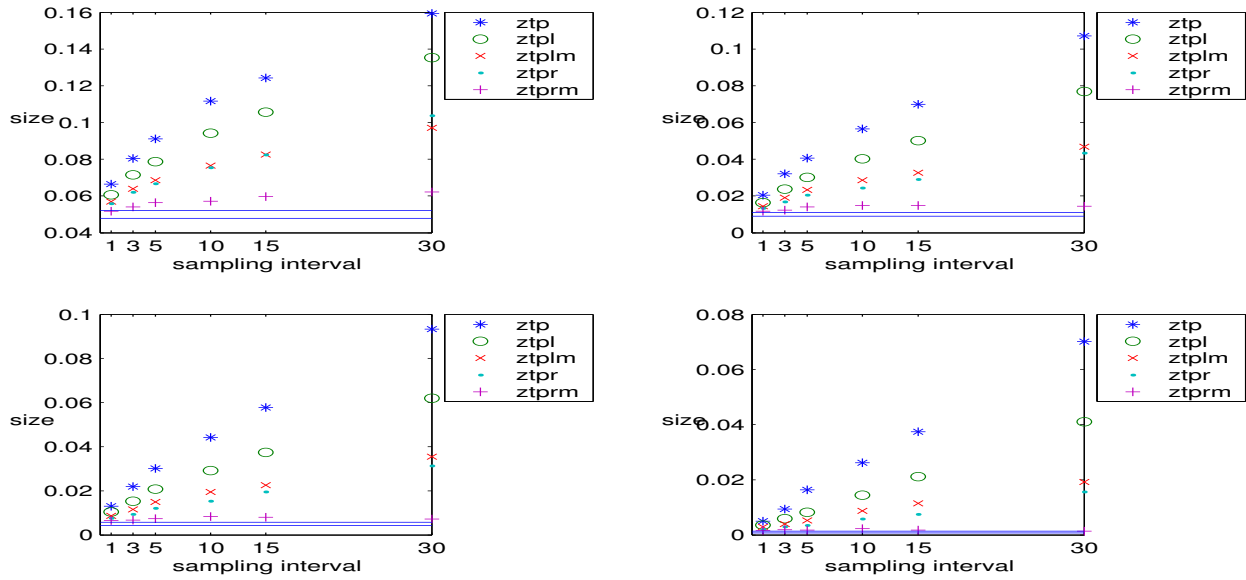 0.16
0.14
0.12
0.1
0.08
0.06
0.04
size
1 3 5 10 15 30
sampling interval
ztp
ztpl
ztplm
ztpr
ztprm
0.12
0.1
0.08
0.06
0.04
0.02
0
size
1 3 5 10 15 30
sampling interval
ztp
ztpl
ztplm
ztpr
ztprm
0.1
0.08
0.06
0.04
0.02
0
size
1 3 5 10 15 30
sampling interval
ztp
ztpl
ztplm
ztpr
ztprm
0.08
0.06
0.04
0.02
0
size
1 3 5 10 15 30
sampling interval
ztp
ztpl
ztplm
ztpr
ztprm